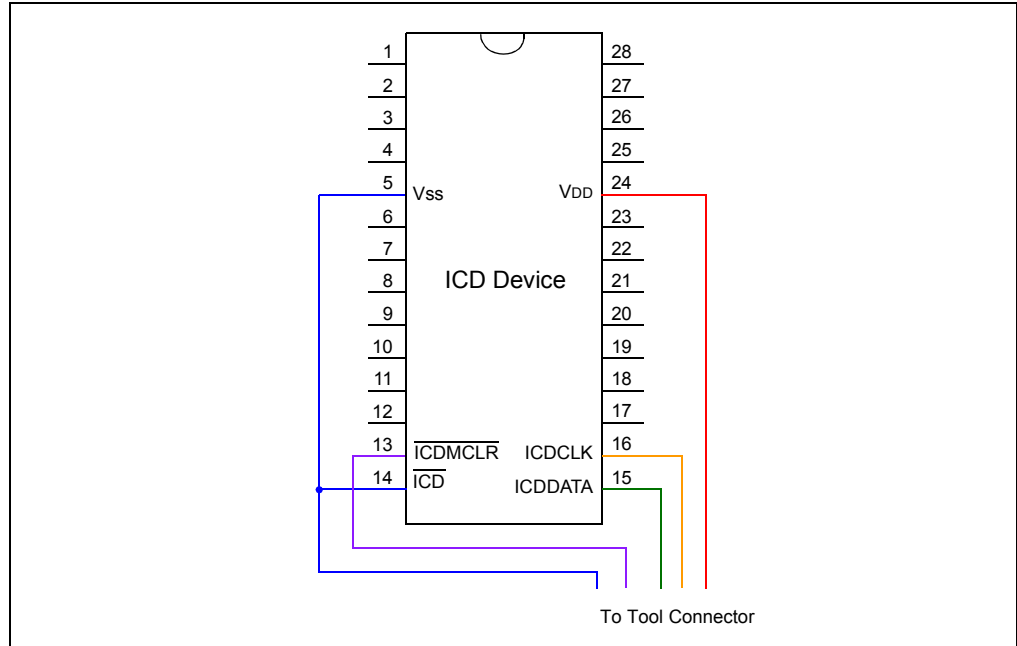 1 28
2 27
3 26
4 25
5 Vss VDD 24
6 23
7 22
8 ICD Device 21
9 20
10 19
11 18
12 17
13 ICDMCLR ICDCLK 16
14 ICD ICDDATA 15
To Tool Connector